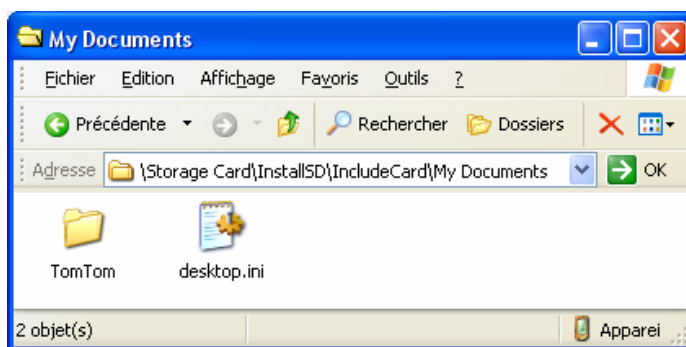 My Documents
Fichier Edition Affichage Favoris Outils ?
Précédente Rechercher Dossiers
Adresse \Storage Card\InstallSD\IncludeCard\My Documents OK
TomTom desktop.ini
2 objet(s) Apparei